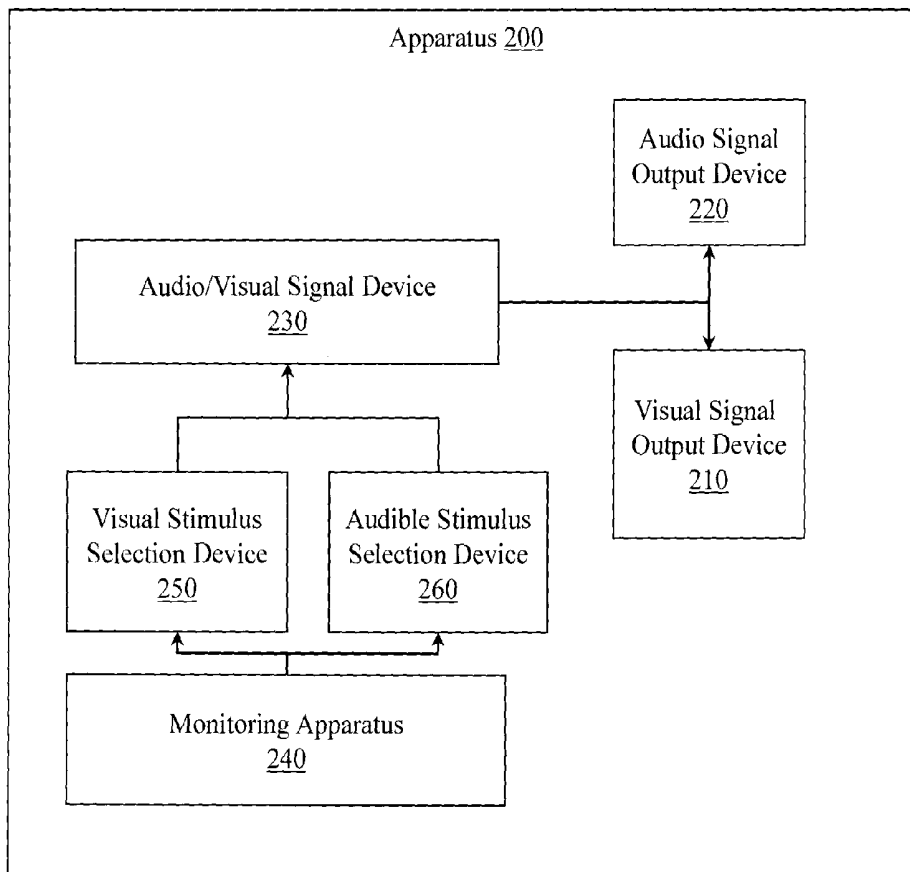 Apparatus 200
Audio Signal
Output Device
220
Audio/Visual Signal Device
230
Visual Signal
Output Device
210
Visual Stimulus
Selection Device
250
Audible Stimulus
Selection Device
260
Monitoring Apparatus
240